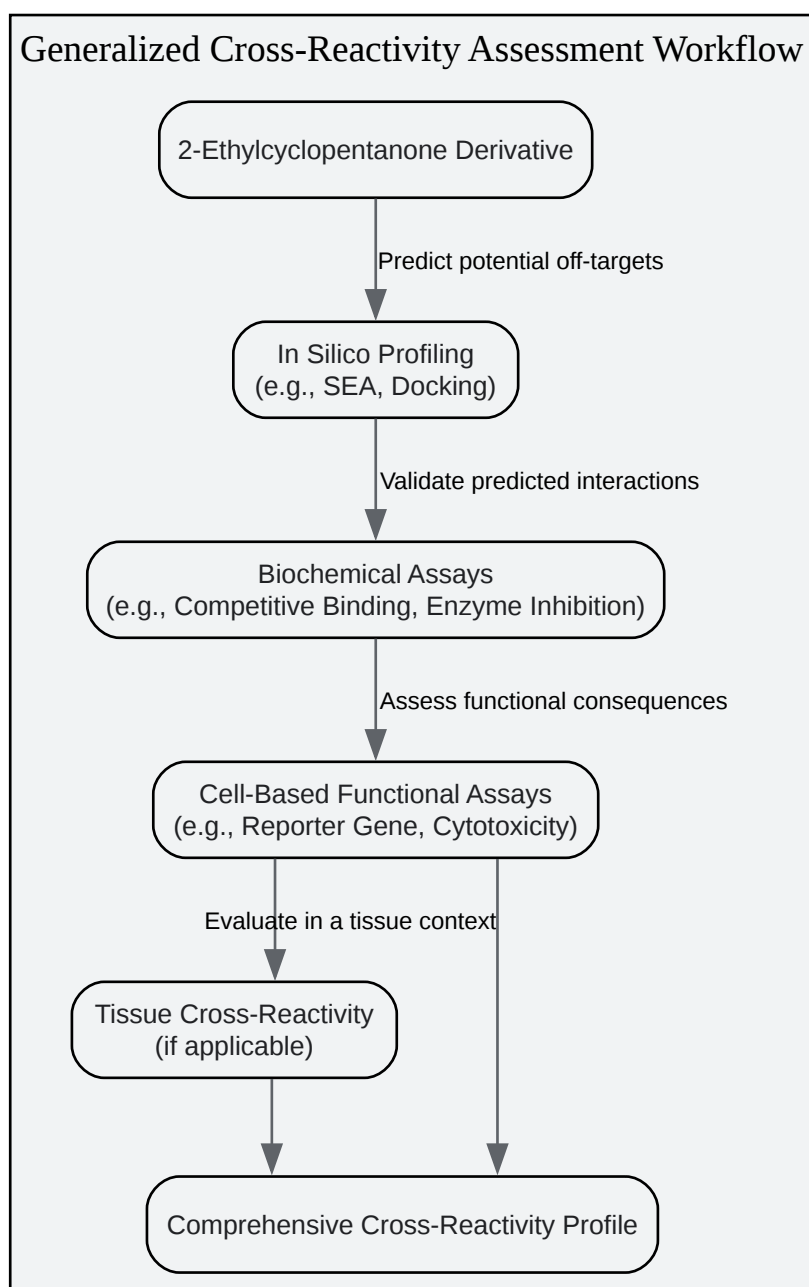 Generalized Cross-Reactivity Assessment Workflow
2-Ethylcyclopentanone Derivative
Predict potential off-targets
In Silico Profiling
(e.g., SEA, Docking)
Validate predicted interactions
Biochemical Assays
(e.g., Competitive Binding, Enzyme Inhibition)
Assess functional consequences
Cell-Based Functional Assays
(e.g., Reporter Gene, Cytotoxicity)
Evaluate in a tissue context
Tissue Cross-Reactivity
(if applicable)
Comprehensive Cross-Reactivity Profile